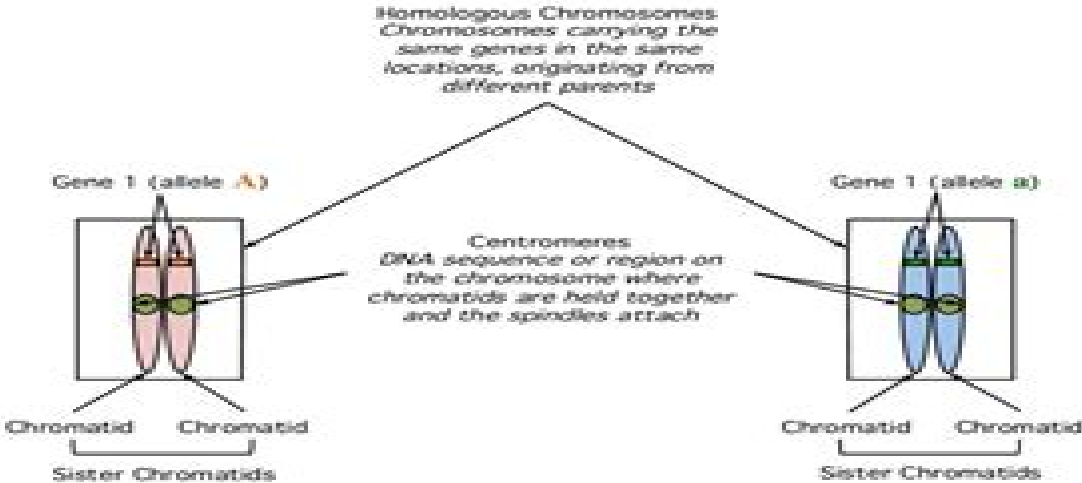 Homologous Chromosomes
Chromosomes carrying the
same genes in the same
locations, originating from
different parents
Gene 1 (allele A)
Gene 1 (allele a)
Centromeres
DNA sequence or region on
the chromosome where
chromatids are held together
and the spindles attach
Chromatid
Chromatid
Chromatid
Chromatid
Sister Chromatids
Sister Chromatids